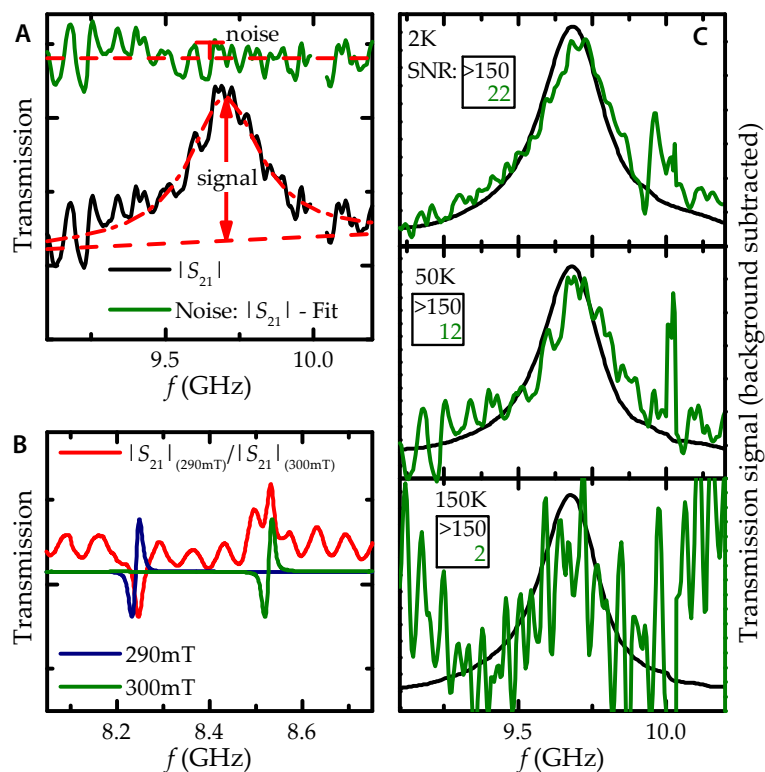 A
noise
signal
|S21|
Noise: |S21| - Fit
Transmission
9.5 10.0
f (GHz)
B
|S21|(290mT)/|S21|(300mT)
290mT
300mT
Transmission
8.2 8.4 8.6
f (GHz)
C
2K
SNR: >150
22
50K
>150
12
150K
>150
2
9.5 10.0
f (GHz)
Transmission signal (background subtracted)